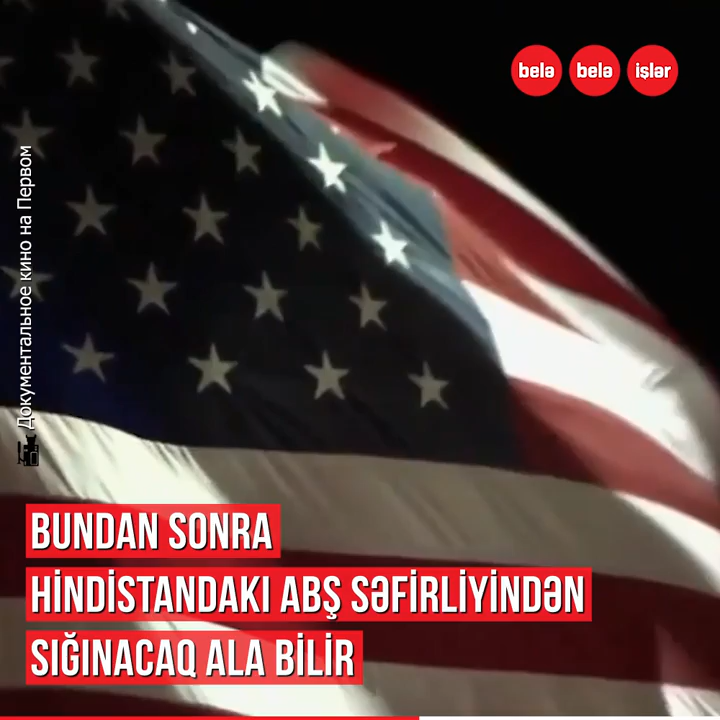 belə belə işlər
Документальное кино на Первом
BUNDAN SONRA
HİNDİSTANDAKI ABŞ SƏFİRLİYİNDƏN
SIĞINACAQ ALA BİLİR